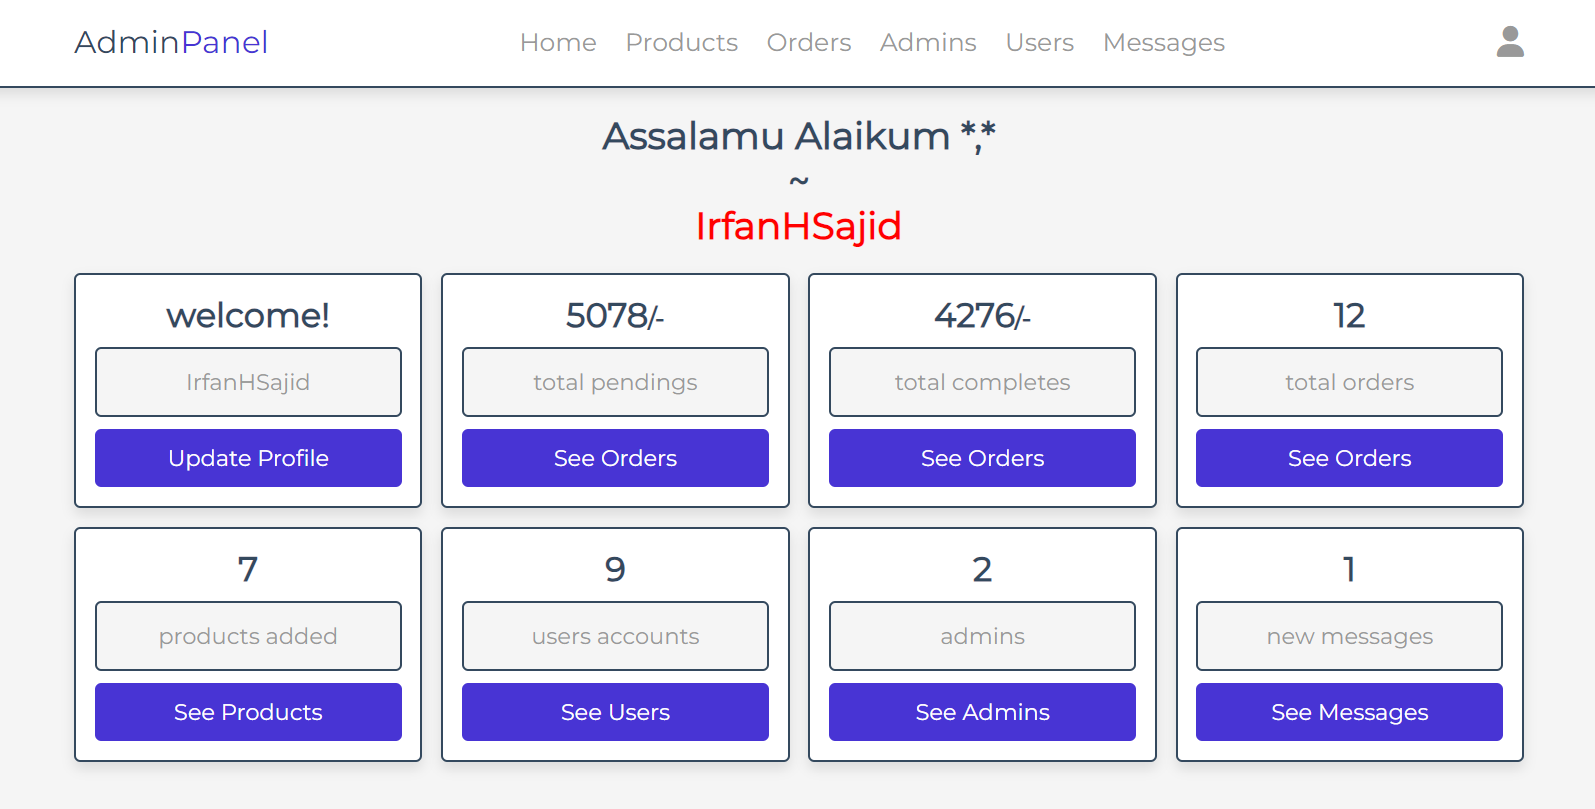 AdminPanel Home Products Orders Admins Users Messages
Assalamu Alaikum *,*
~
IrfanHSajid
welcome!
IrfanHSajid
Update Profile
5078/-
total pendings
See Orders
4276/-
total completes
See Orders
12
total orders
See Orders
7
products added
See Products
9
users accounts
See Users
2
admins
See Admins
1
new messages
See Messages